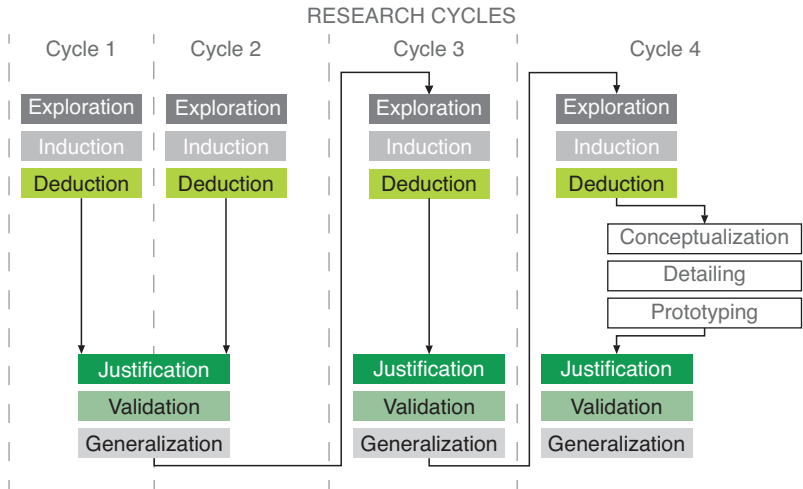 RESEARCH CYCLES
Cycle 1
Cycle 2
Cycle 3
Cycle 4
Exploration
Exploration
Exploration
Exploration
Induction
Induction
Induction
Induction
Deduction
Deduction
Deduction
Deduction
Conceptualization
Detailing
Prototyping
Justification
Justification
Justification
Validation
Validation
Validation
Generalization
Generalization
Generalization